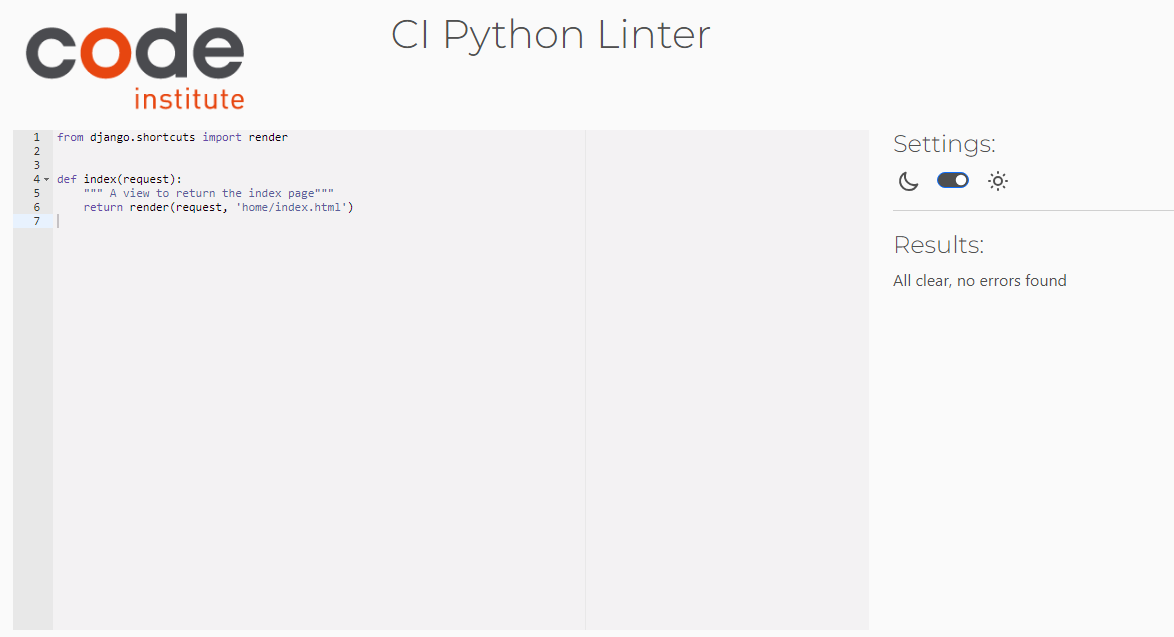 code
institute
CI Python Linter
1 from django.shortcuts import render
2
3
4 def index(request):
5     """ A view to return the index page"""
6     return render(request, 'home/index.html')
7
Settings:
Results:
All clear, no errors found